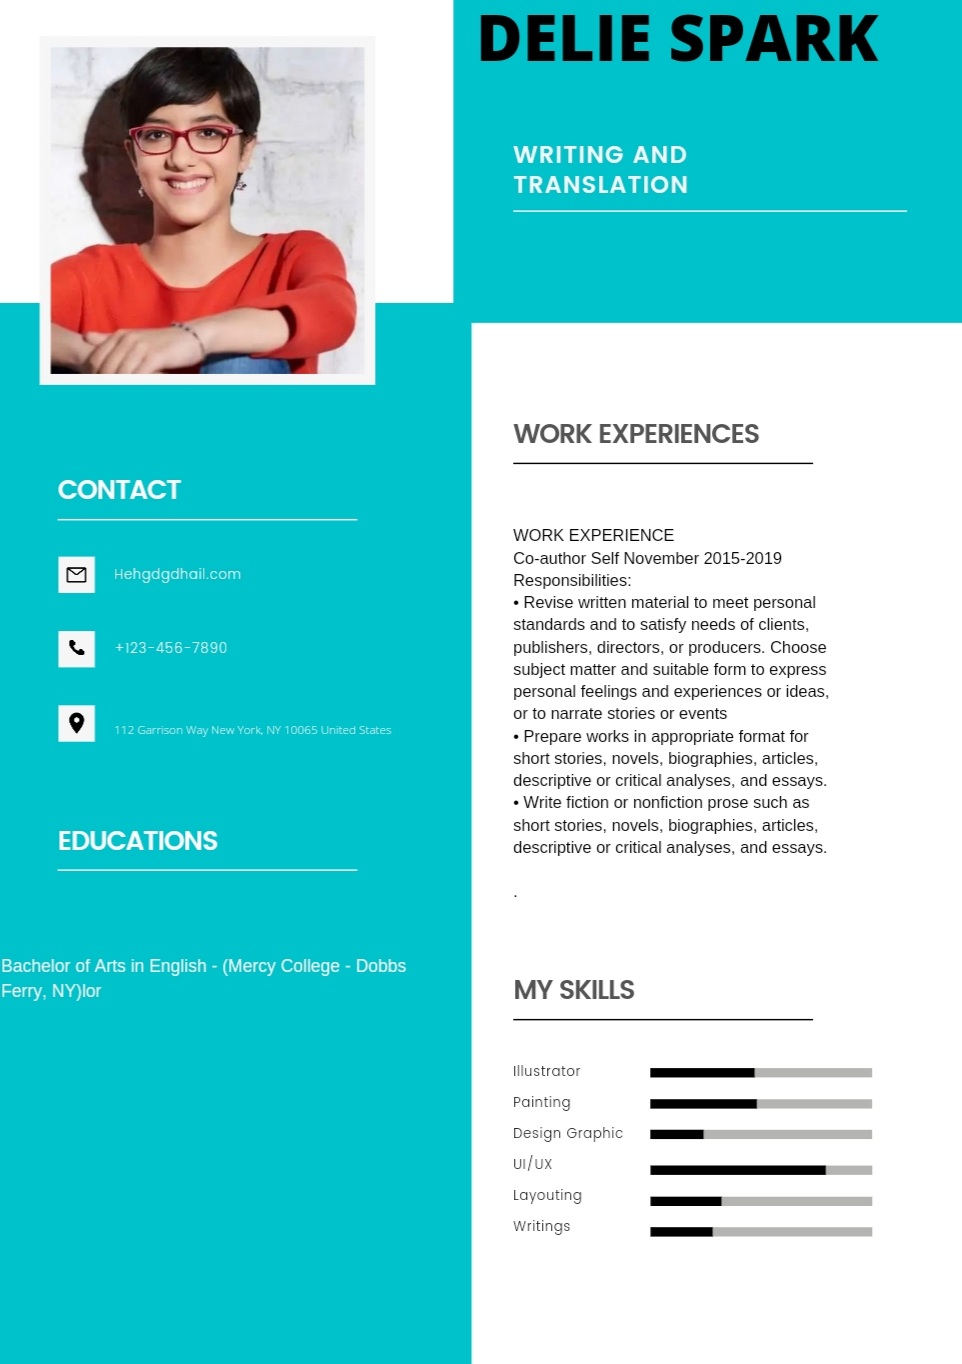 DELIE SPARK
WRITING AND
TRANSLATION
CONTACT
Hehgdgdhail.com
+123-456-7890
112 Garrison Way New York, NY 10065 United States
EDUCATIONS
Bachelor of Arts in English - (Mercy College - Dobbs
Ferry, NY)lor
WORK EXPERIENCES
WORK EXPERIENCE
Co-author Self November 2015-2019
Responsibilities:
• Revise written material to meet personal
standards and to satisfy needs of clients,
publishers, directors, or producers. Choose
subject matter and suitable form to express
personal feelings and experiences or ideas,
or to narrate stories or events
• Prepare works in appropriate format for
short stories, novels, biographies, articles,
descriptive or critical analyses, and essays.
• Write fiction or nonfiction prose such as
short stories, novels, biographies, articles,
descriptive or critical analyses, and essays.
.
MY SKILLS
Illustrator
Painting
Design Graphic
UI/UX
Layouting
Writings